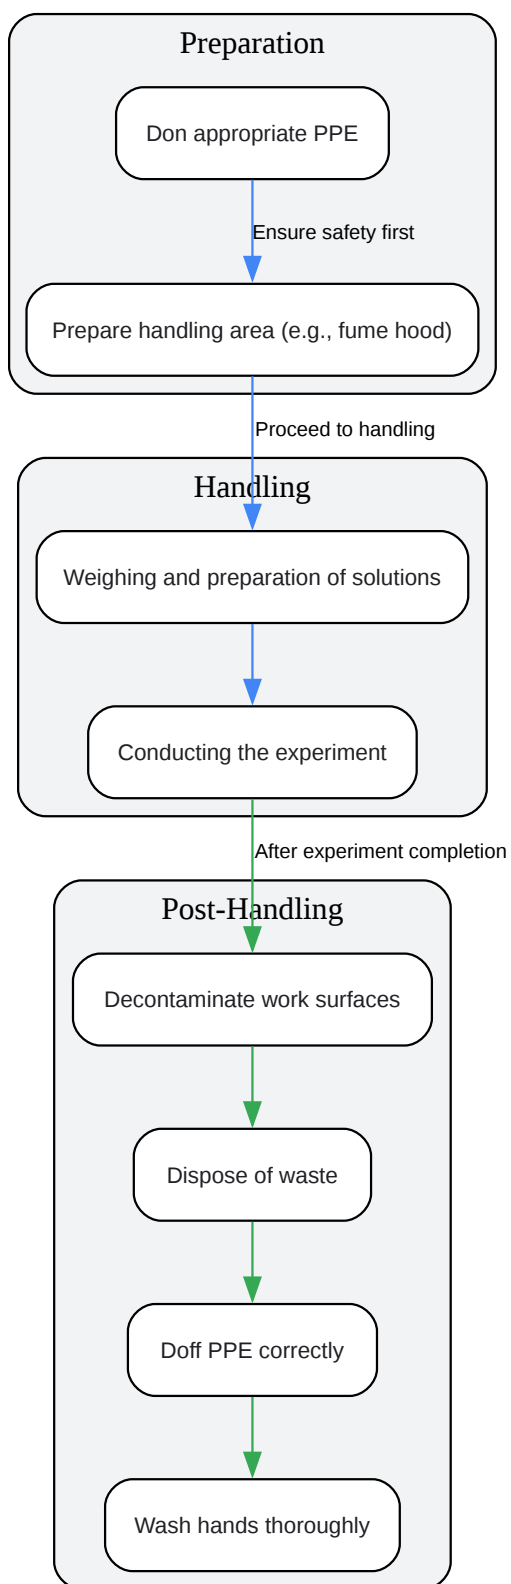 Preparation
Don appropriate PPE
Ensure safety first
Prepare handling area (e.g., fume hood)
Proceed to handling
Handling
Weighing and preparation of solutions
Conducting the experiment
After experiment completion
Post-Handling
Decontaminate work surfaces
Dispose of waste
Doff PPE correctly
Wash hands thoroughly